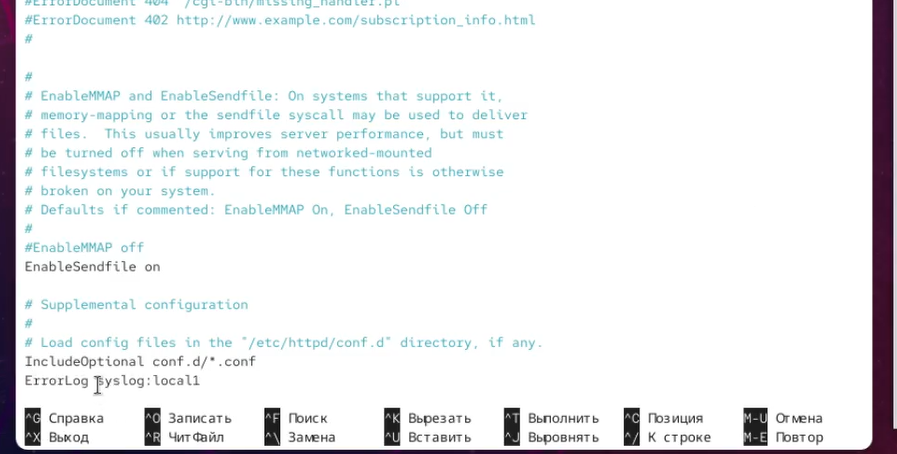 #ErrorDocument 404 "/cgi-bin/missing_handler.pl"
#ErrorDocument 402 http://www.example.com/subscription_info.html
#
#
# EnableMMAP and EnableSendfile: On systems that support it,
# memory-mapping or the sendfile syscall may be used to deliver
# files.  This usually improves server performance, but must
# be turned off when serving from networked-mounted
# filesystems or if support for these functions is otherwise
# broken on your system.
# Defaults if commented: EnableMMAP On, EnableSendfile Off
#
#EnableMMAP off
EnableSendfile on
# Supplemental configuration
#
# Load config files in the "/etc/httpd/conf.d" directory, if any.
IncludeOptional conf.d/*.conf
ErrorLog syslog:local1
^G Справка ^O Записать ^F Поиск ^K Вырезать ^T Выполнить ^C Позиция M-U Отмена
^X Выход ^R ЧитФайл ^\ Замена ^U Вставить ^J Выровнять ^/ К строке M-E Повтор